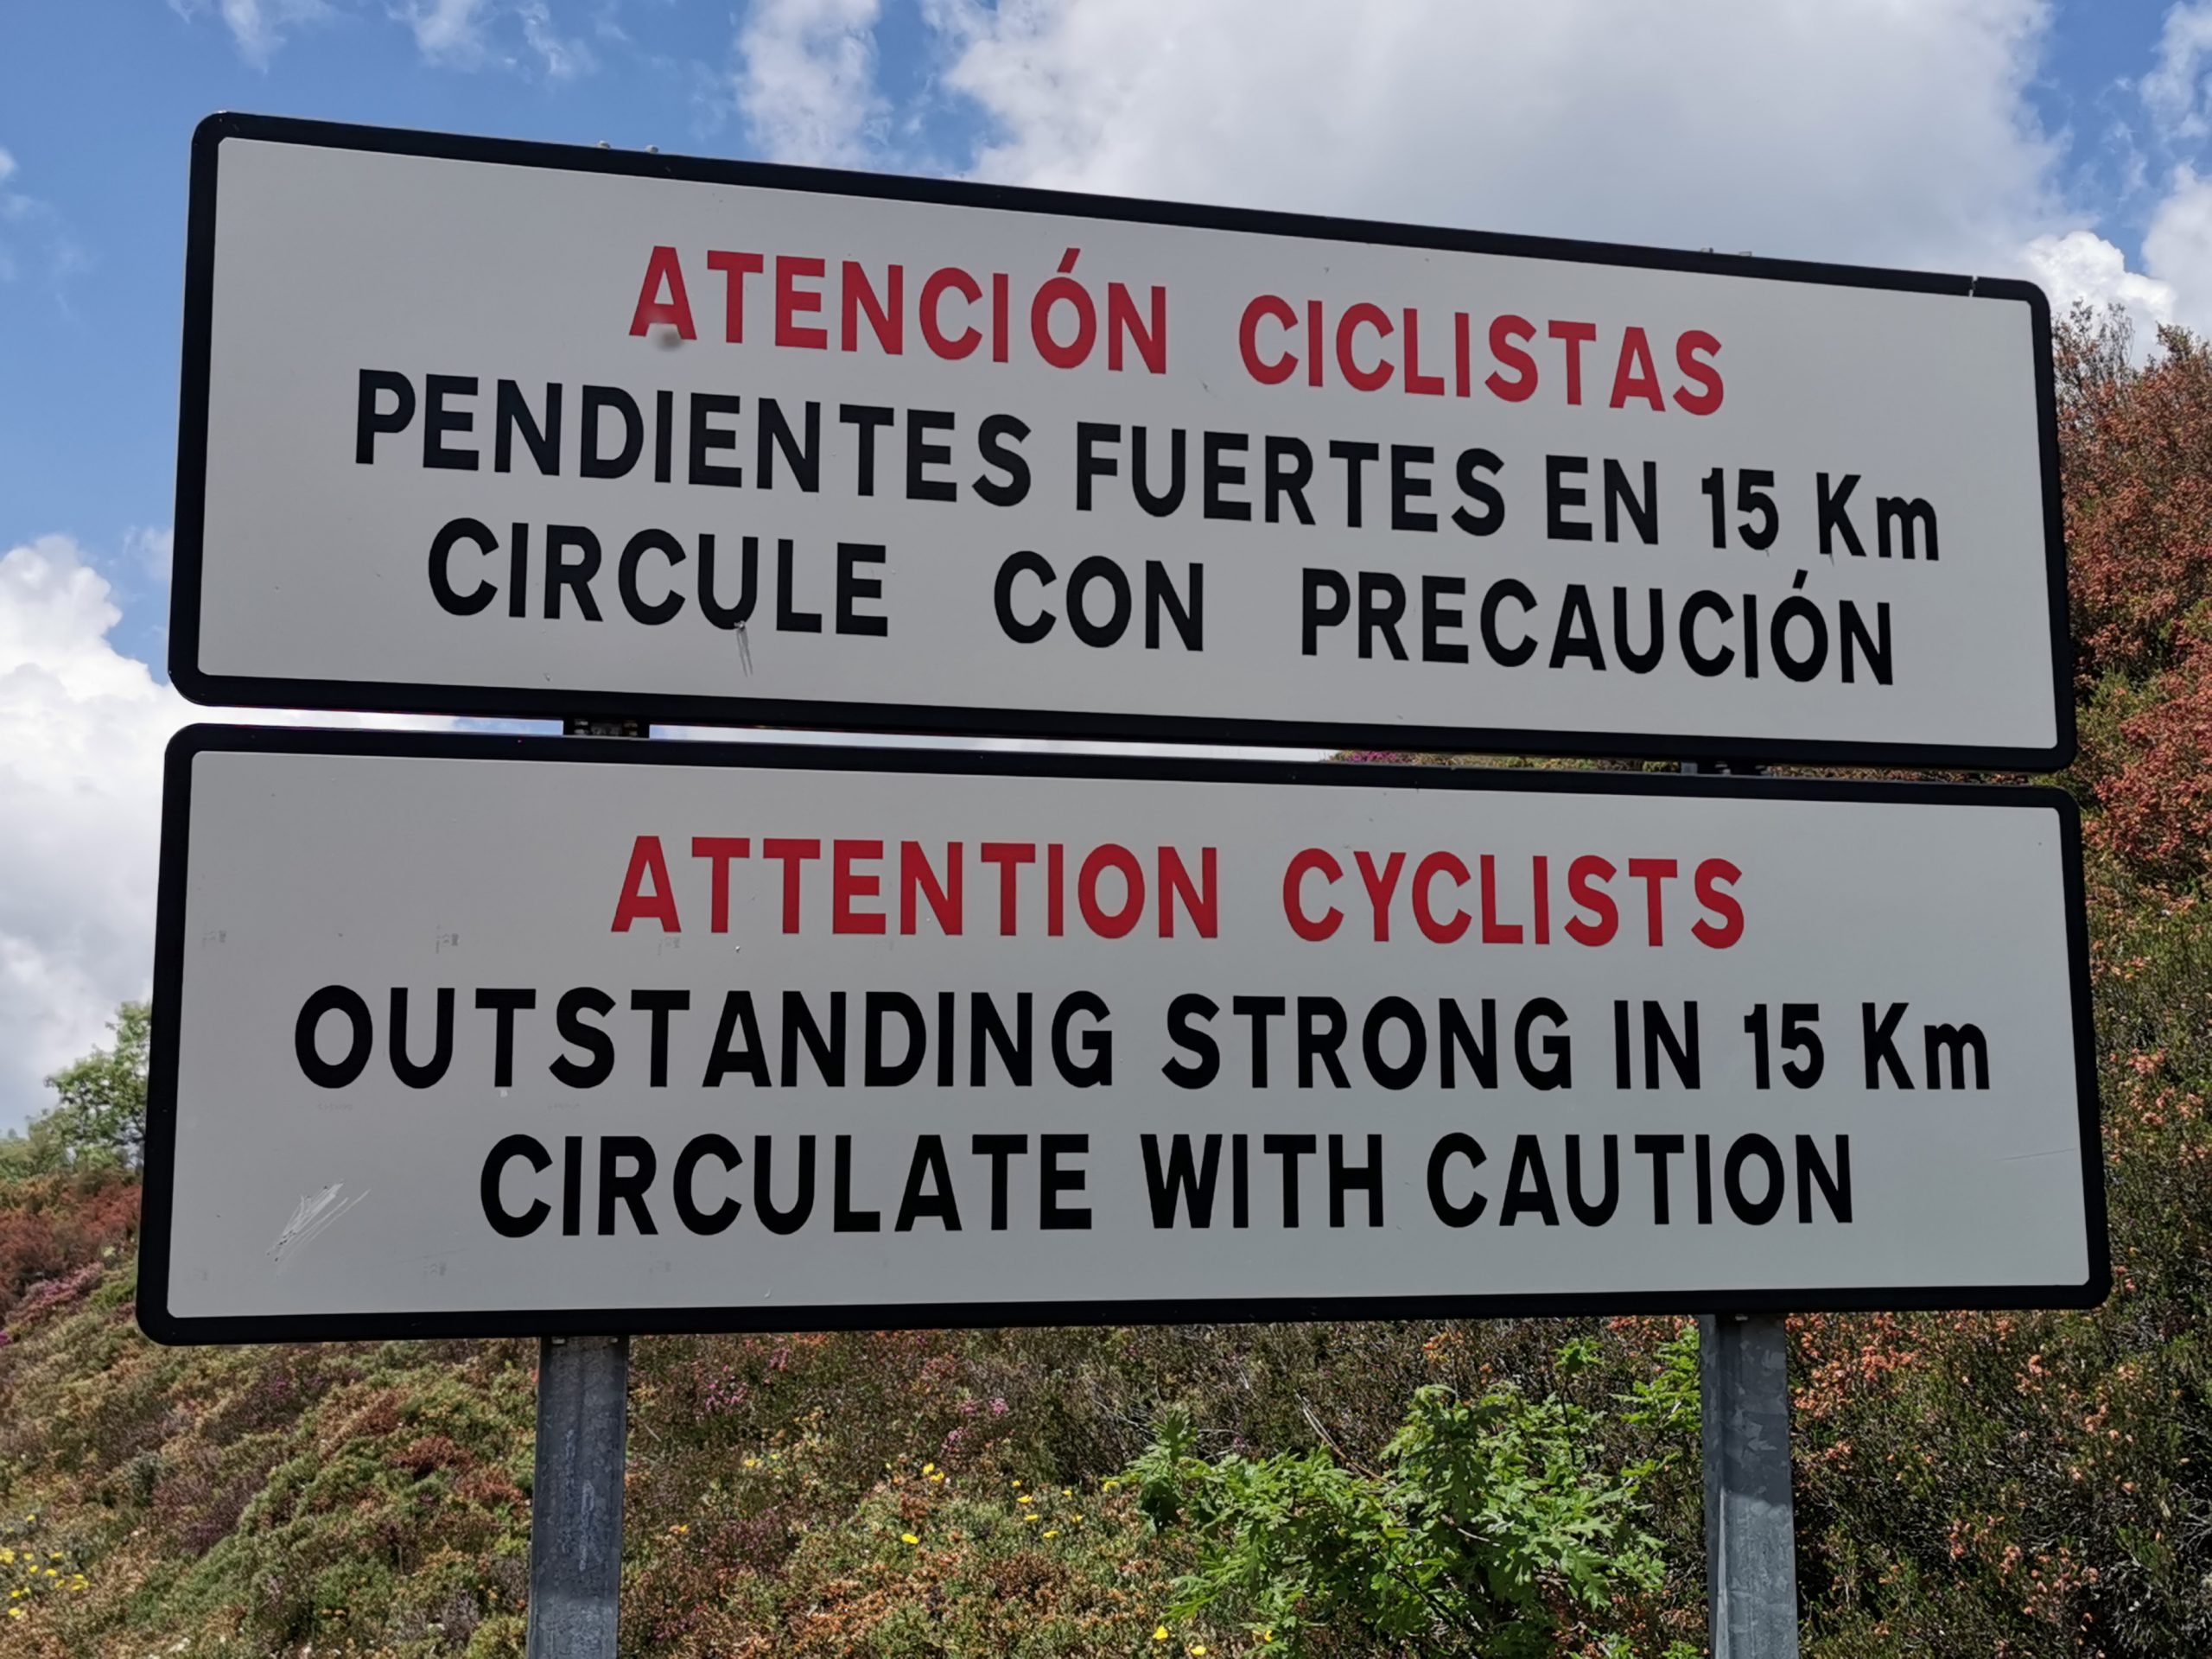 ATENCIÓN CICLISTAS
PENDIENTES FUERTES EN 15 Km
CIRCULE CON PRECAUCIÓN
ATTENTION CYCLISTS
OUTSTANDING STRONG IN 15 Km
CIRCULATE WITH CAUTION